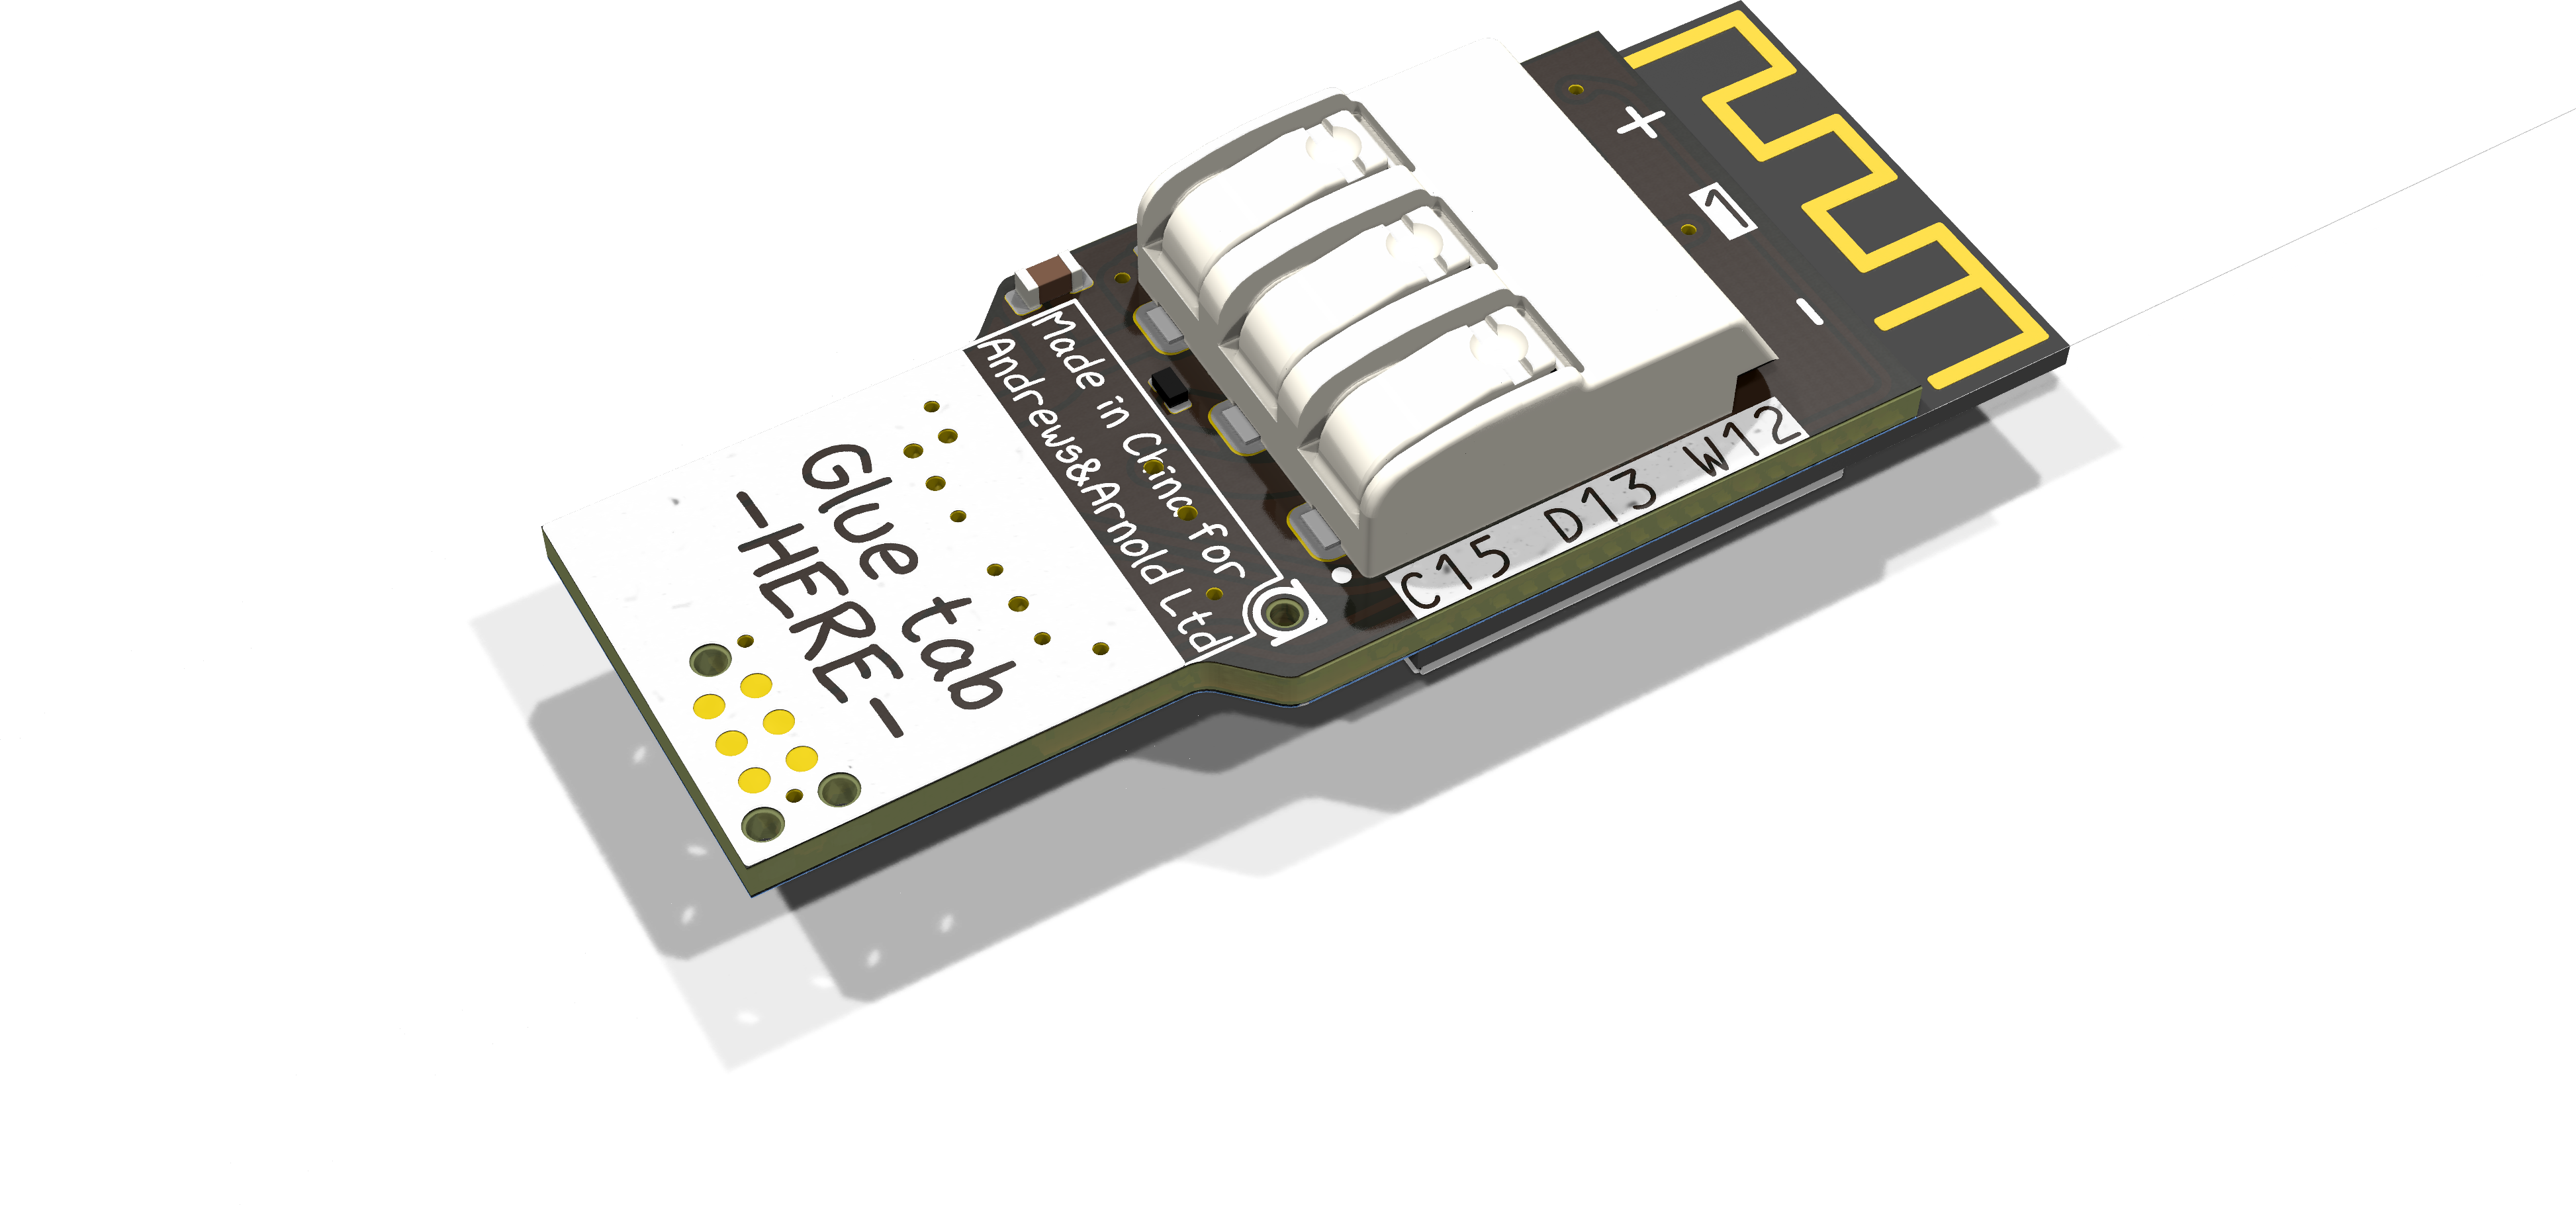 Glue tab
-HERE-
Made in China for
Andrews&Arnold Ltd
C15 D13 W12
+
1
-